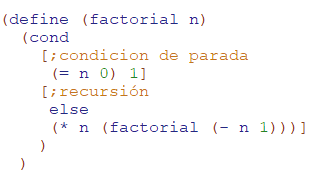 (define (factorial n)
  (cond
    [;condicion de parada
     (= n 0) 1]
    [;recursión
     else
     (* n (factorial (- n 1)))]
    )
  )